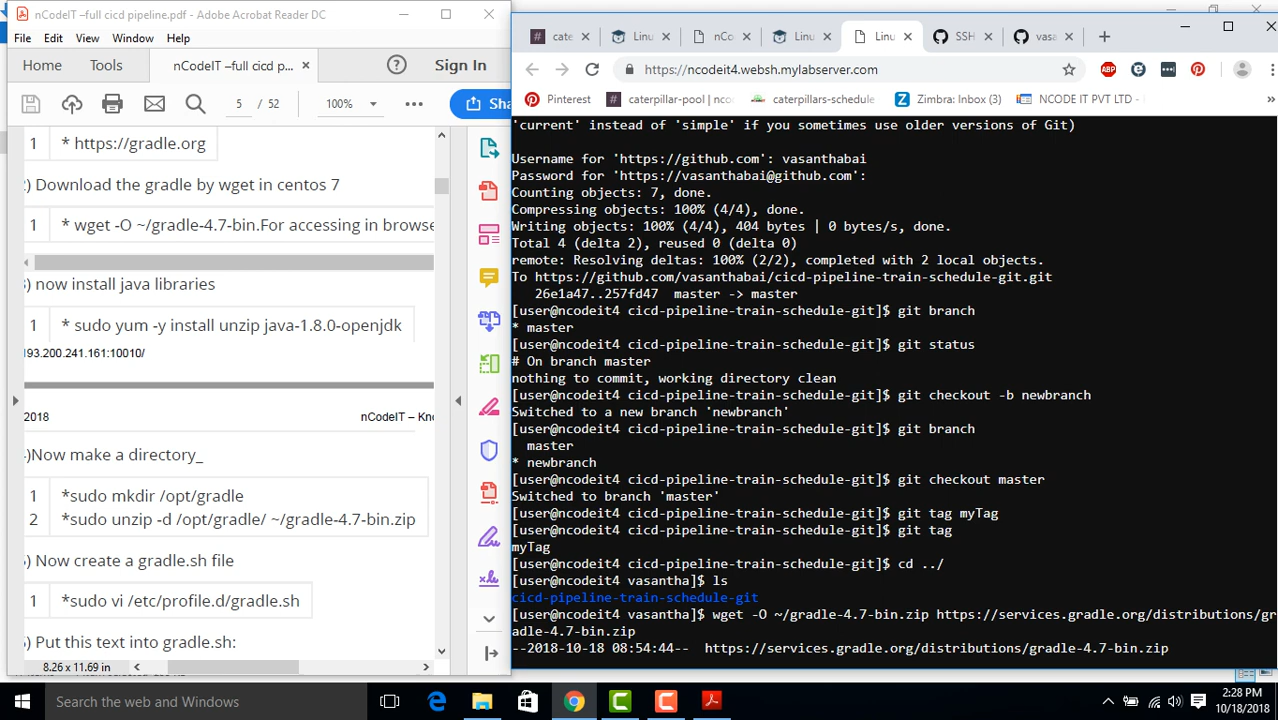 nCodeIT –full cicd pipeline.pdf - Adobe Acrobat Reader DC
File Edit View Window Help
Home Tools nCodeIT –full cicd p... × ? Sign In
5 / 52 100% Sha
1 * https://gradle.org
2) Download the gradle by wget in centos 7
1 * wget -O ~/gradle-4.7-bin.For accessing in browse
) now install java libraries
1 * sudo yum -y install unzip java-1.8.0-openjdk
193.200.241.161:10010/
2018 nCodeIT – Kno
)Now make a directory_
1 *sudo mkdir /opt/gradle
2 *sudo unzip -d /opt/gradle/ ~/gradle-4.7-bin.zip
) Now create a gradle.sh file
1 *sudo vi /etc/profile.d/gradle.sh
) Put this text into gradle.sh:
8.26 x 11.69 in
cate Linu nCo Linu Linu SSH vasa
https://ncodeit4.websh.mylabserver.com
ABP
Pinterest caterpillar-pool | ncod caterpillars-schedule Zimbra: Inbox (3) NCODE IT PVT LTD - »
'current' instead of 'simple' if you sometimes use older versions of Git)
Username for 'https://github.com': vasanthabai
Password for 'https://vasanthabai@github.com':
Counting objects: 7, done.
Compressing objects: 100% (4/4), done.
Writing objects: 100% (4/4), 404 bytes | 0 bytes/s, done.
Total 4 (delta 2), reused 0 (delta 0)
remote: Resolving deltas: 100% (2/2), completed with 2 local objects.
To https://github.com/vasanthabai/cicd-pipeline-train-schedule-git.git
26e1a47..257fd47 master -> master
[user@ncodeit4 cicd-pipeline-train-schedule-git]$ git branch
* master
[user@ncodeit4 cicd-pipeline-train-schedule-git]$ git status
# On branch master
nothing to commit, working directory clean
[user@ncodeit4 cicd-pipeline-train-schedule-git]$ git checkout -b newbranch
Switched to a new branch 'newbranch'
[user@ncodeit4 cicd-pipeline-train-schedule-git]$ git branch
master
* newbranch
[user@ncodeit4 cicd-pipeline-train-schedule-git]$ git checkout master
Switched to branch 'master'
[user@ncodeit4 cicd-pipeline-train-schedule-git]$ git tag myTag
[user@ncodeit4 cicd-pipeline-train-schedule-git]$ git tag
myTag
[user@ncodeit4 cicd-pipeline-train-schedule-git]$ cd ../
[user@ncodeit4 vasantha]$ ls
cicd-pipeline-train-schedule-git
[user@ncodeit4 vasantha]$ wget -O ~/gradle-4.7-bin.zip https://services.gradle.org/distributions/gr
adle-4.7-bin.zip
--2018-10-18 08:54:44-- https://services.gradle.org/distributions/gradle-4.7-bin.zip
Search the web and Windows
2:28 PM
10/18/2018